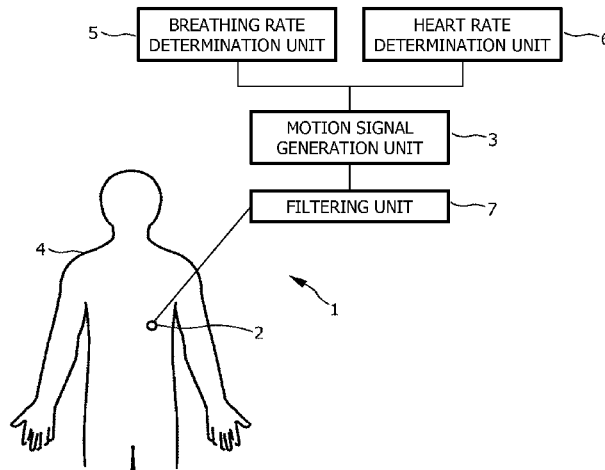 BREATHING RATE
DETERMINATION UNIT
5
HEART RATE
DETERMINATION UNIT
6
MOTION SIGNAL
GENERATION UNIT
3
FILTERING UNIT
7
4
1
2